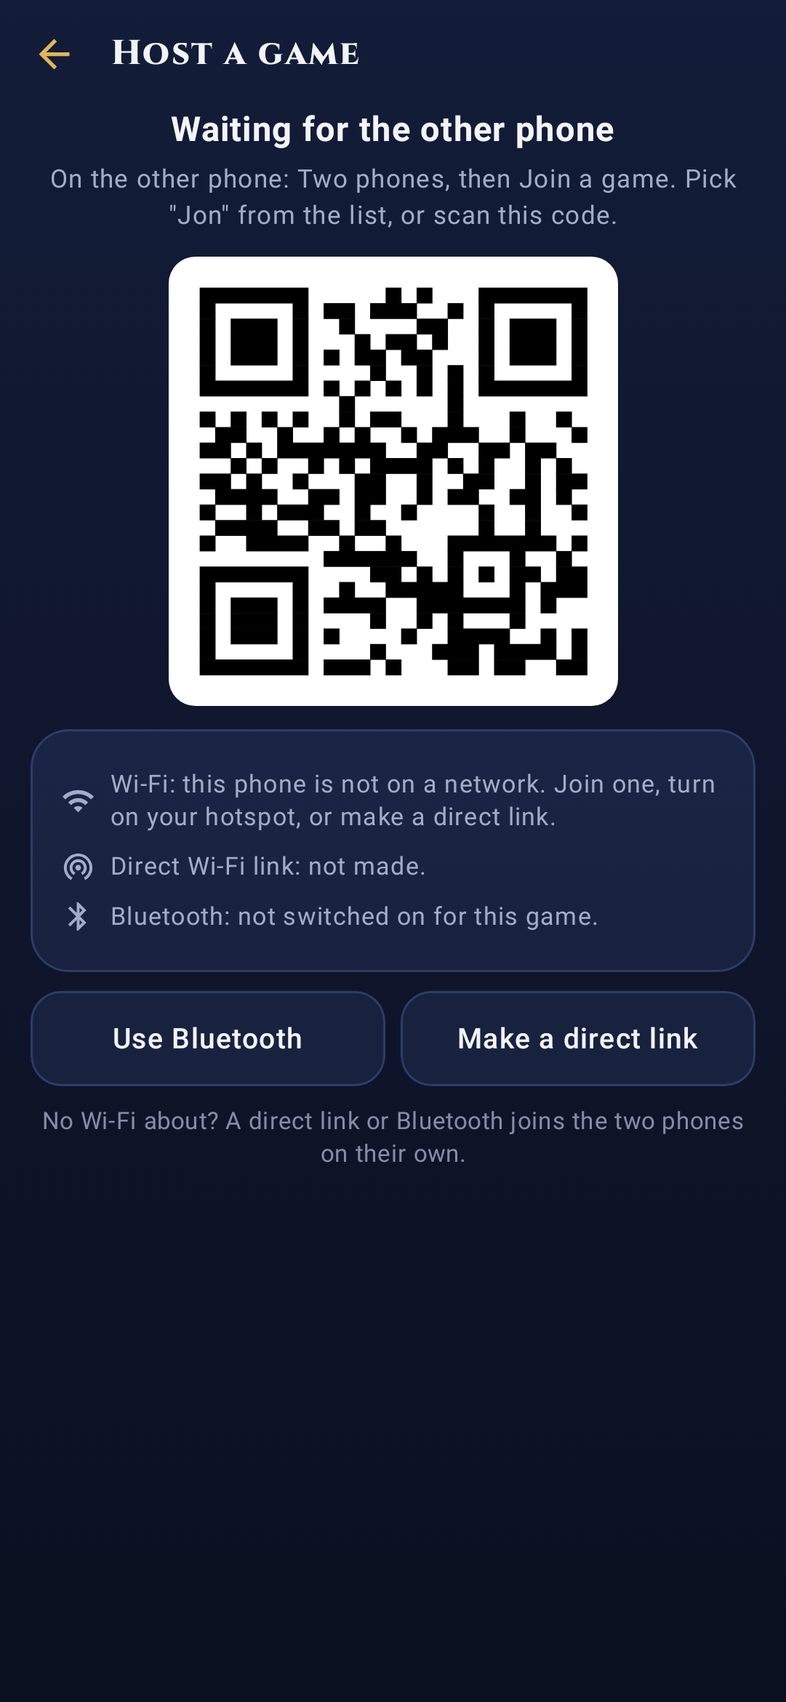 Host a game
Waiting for the other phone
On the other phone: Two phones, then Join a game. Pick
"Jon" from the list, or scan this code.
Wi-Fi: this phone is not on a network. Join one, turn
on your hotspot, or make a direct link.
Direct Wi-Fi link: not made.
Bluetooth: not switched on for this game.
Use Bluetooth
Make a direct link
No Wi-Fi about? A direct link or Bluetooth joins the two phones
on their own.